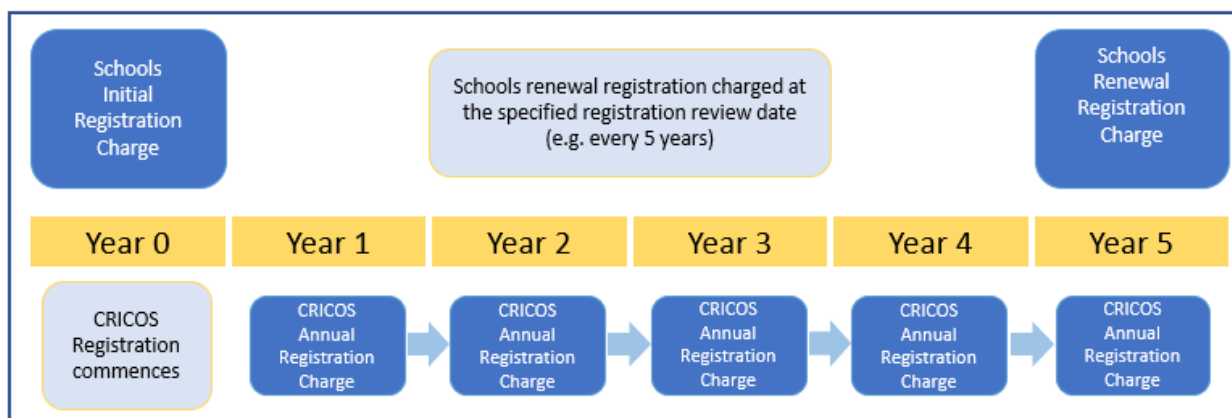 Schools
Initial
Registration
Charge
Schools renewal registration charged at
the specified registration review date
(e.g. every 5 years)
Schools
Renewal
Registration
Charge
Year 0
Year 1
Year 2
Year 3
Year 4
Year 5
CRICOS
Registration
commences
CRICOS
Annual
Registration
Charge
CRICOS
Annual
Registration
Charge
CRICOS
Annual
Registration
Charge
CRICOS
Annual
Registration
Charge
CRICOS
Annual
Registration
Charge